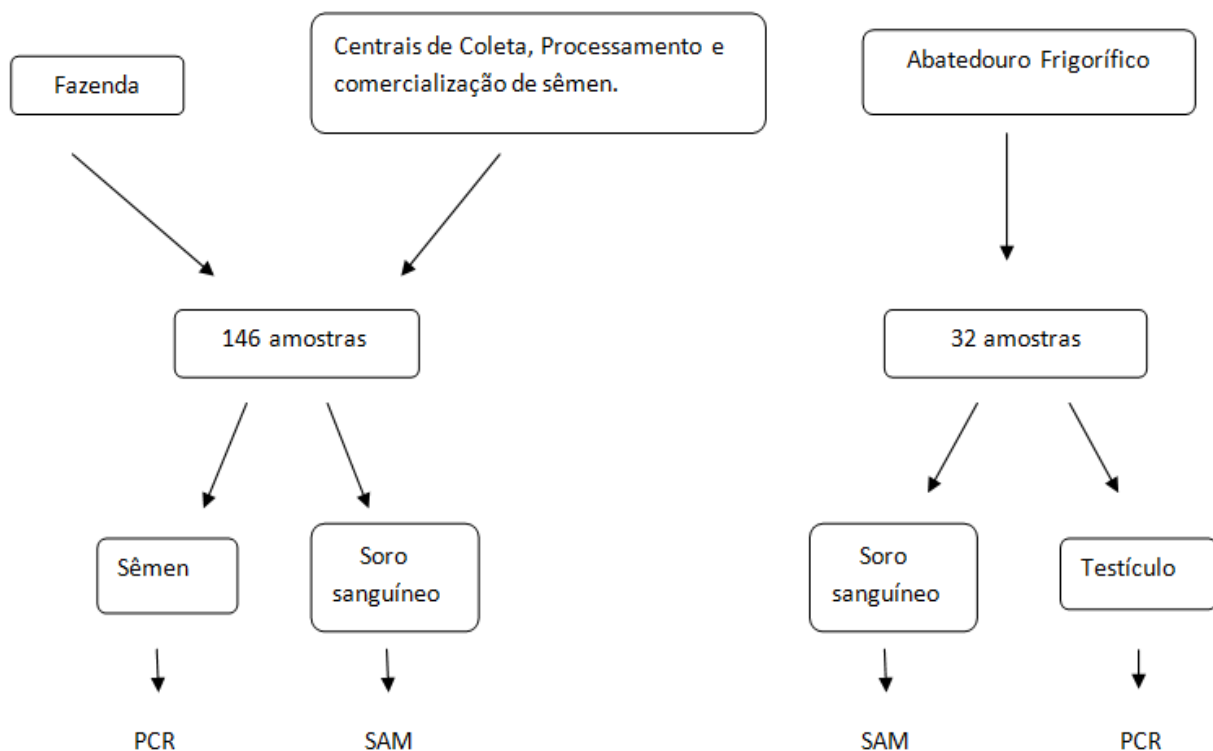 Fazenda
Centrais de Coleta, Processamento e
comercialização de sêmen.
Abatedouro Frigorífico
146 amostras
32 amostras
Sêmen
Soro
sanguíneo
Soro
sanguíneo
Testículo
PCR
SAM
SAM
PCR